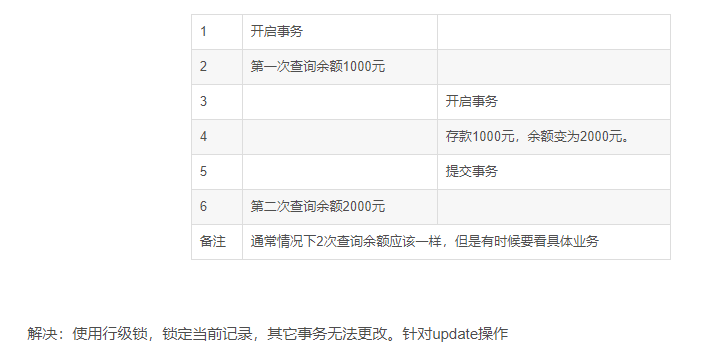 1 开启事务
2 第一次查询余额1000元
3 开启事务
4 存款1000元，余额变为2000元。
5 提交事务
6 第二次查询余额2000元
备注 通常情况下2次查询余额应该一样，但是有时候要看具体业务
解决：使用行级锁，锁定当前记录，其它事务无法更改。针对update操作